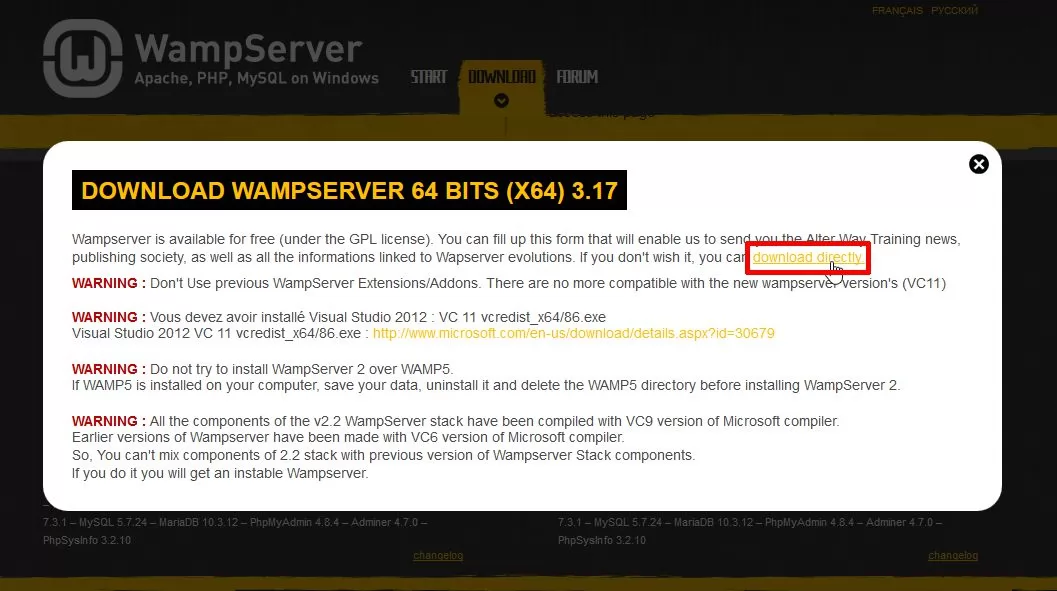 FRANÇAIS РУССКИЙ
WampServer
Apache, PHP, MySQL on Windows
START DOWNLOAD FORUM
access this page
DOWNLOAD WAMPSERVER 64 BITS (X64) 3.17
Wampserver is available for free (under the GPL license). You can fill up this form that will enable us to send you the Alter Way Training news,
publishing society, as well as all the informations linked to Wapserver evolutions. If you don't wish it, you can download directly.
WARNING : Don't Use previous WampServer Extensions/Addons. There are no more compatible with the new wampserver version's (VC11)
WARNING : Vous devez avoir installé Visual Studio 2012 : VC 11 vcredist_x64/86.exe
Visual Studio 2012 VC 11 vcredist_x64/86.exe : http://www.microsoft.com/en-us/download/details.aspx?id=30679
WARNING : Do not try to install WampServer 2 over WAMP5.
If WAMP5 is installed on your computer, save your data, uninstall it and delete the WAMP5 directory before installing WampServer 2.
WARNING : All the components of the v2.2 WampServer stack have been compiled with VC9 version of Microsoft compiler.
Earlier versions of Wampserver have been made with VC6 version of Microsoft compiler.
So, You can't mix components of 2.2 stack with previous version of Wampserver Stack components.
If you do it you will get an instable Wampserver.
7.3.1 – MySQL 5.7.24 – MariaDB 10.3.12 – PhpMyAdmin 4.8.4 – Adminer 4.7.0 –
PhpSysInfo 3.2.10
changelog
7.3.1 – MySQL 5.7.24 – MariaDB 10.3.12 – PhpMyAdmin 4.8.4 – Adminer 4.7.0 –
PhpSysInfo 3.2.10
changelog